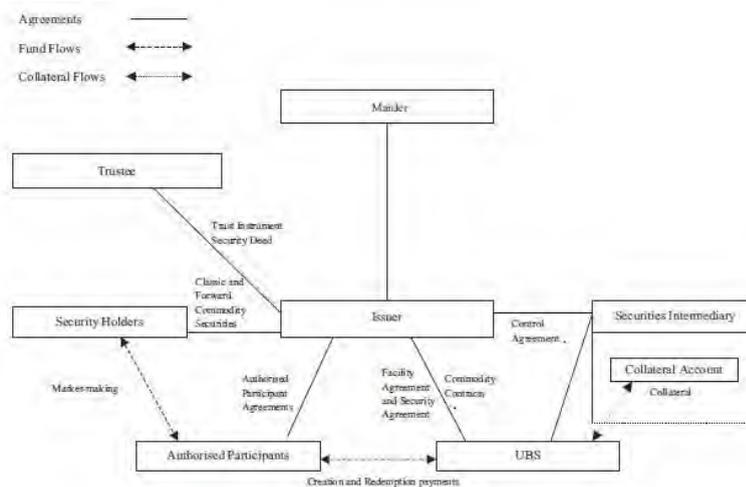 Agreements
Fund Flows
Collateral Flows
Manler
Trustee
Trust Instrument
Security Deed
Classic and
Forward
Commodity
Securities
Security Holders
Issuer
Control
Agreement
Securities Intermediary
Collateral Account
Collateral
Market-making
Authorised
Participant
Agreements
Facility
Agreement
and Security
Agreement
Commodity
Contracts
Authorised Participants
UBS
Creation and Redemption payments